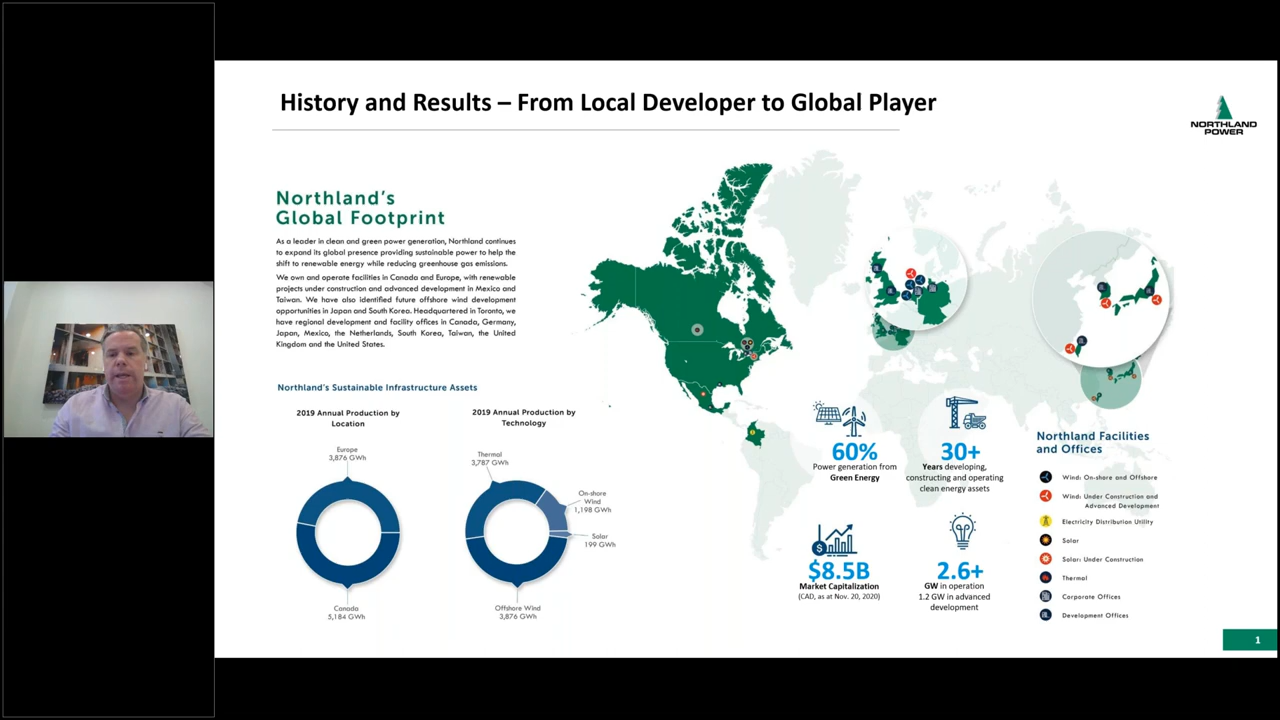 History and Results – From Local Developer to Global Player
NORTHLAND
POWER
Northland's
Global Footprint
As a leader in clean and green power generation, Northland continues
to expand its global presence providing sustainable power to help the
shift to renewable energy while reducing greenhouse gas emissions.
We own and operate facilities in Canada and Europe, with renewable
projects under construction and advanced development in Mexico and
Taiwan. We have also identified future offshore wind development
opportunities in Japan and South Korea. Headquartered in Toronto, we
have regional development and facility offices in Canada, Germany,
Japan, Mexico, the Netherlands, South Korea, Taiwan, the United
Kingdom and the United States.
Northland's Sustainable Infrastructure Assets
2019 Annual Production by
Location
Europe
3,876 GWh
Canada
5,184 GWh
2019 Annual Production by
Technology
Thermal
3,787 GWh
On-shore
Wind
1,198 GWh
Solar
199 GWh
Offshore Wind
3,876 GWh
60%
Power generation from
Green Energy
30+
Years developing,
constructing and operating
clean energy assets
$8.5B
Market Capitalization
(CAD, as at Nov. 20, 2020)
2.6+
GW in operation
1.2 GW in advanced
development
Northland Facilities
and Offices
Wind: On-shore and Offshore
Wind: Under Construction and
Advanced Development
Electricity Distribution Utility
Solar
Solar: Under Construction
Thermal
Corporate Offices
Development Offices
1